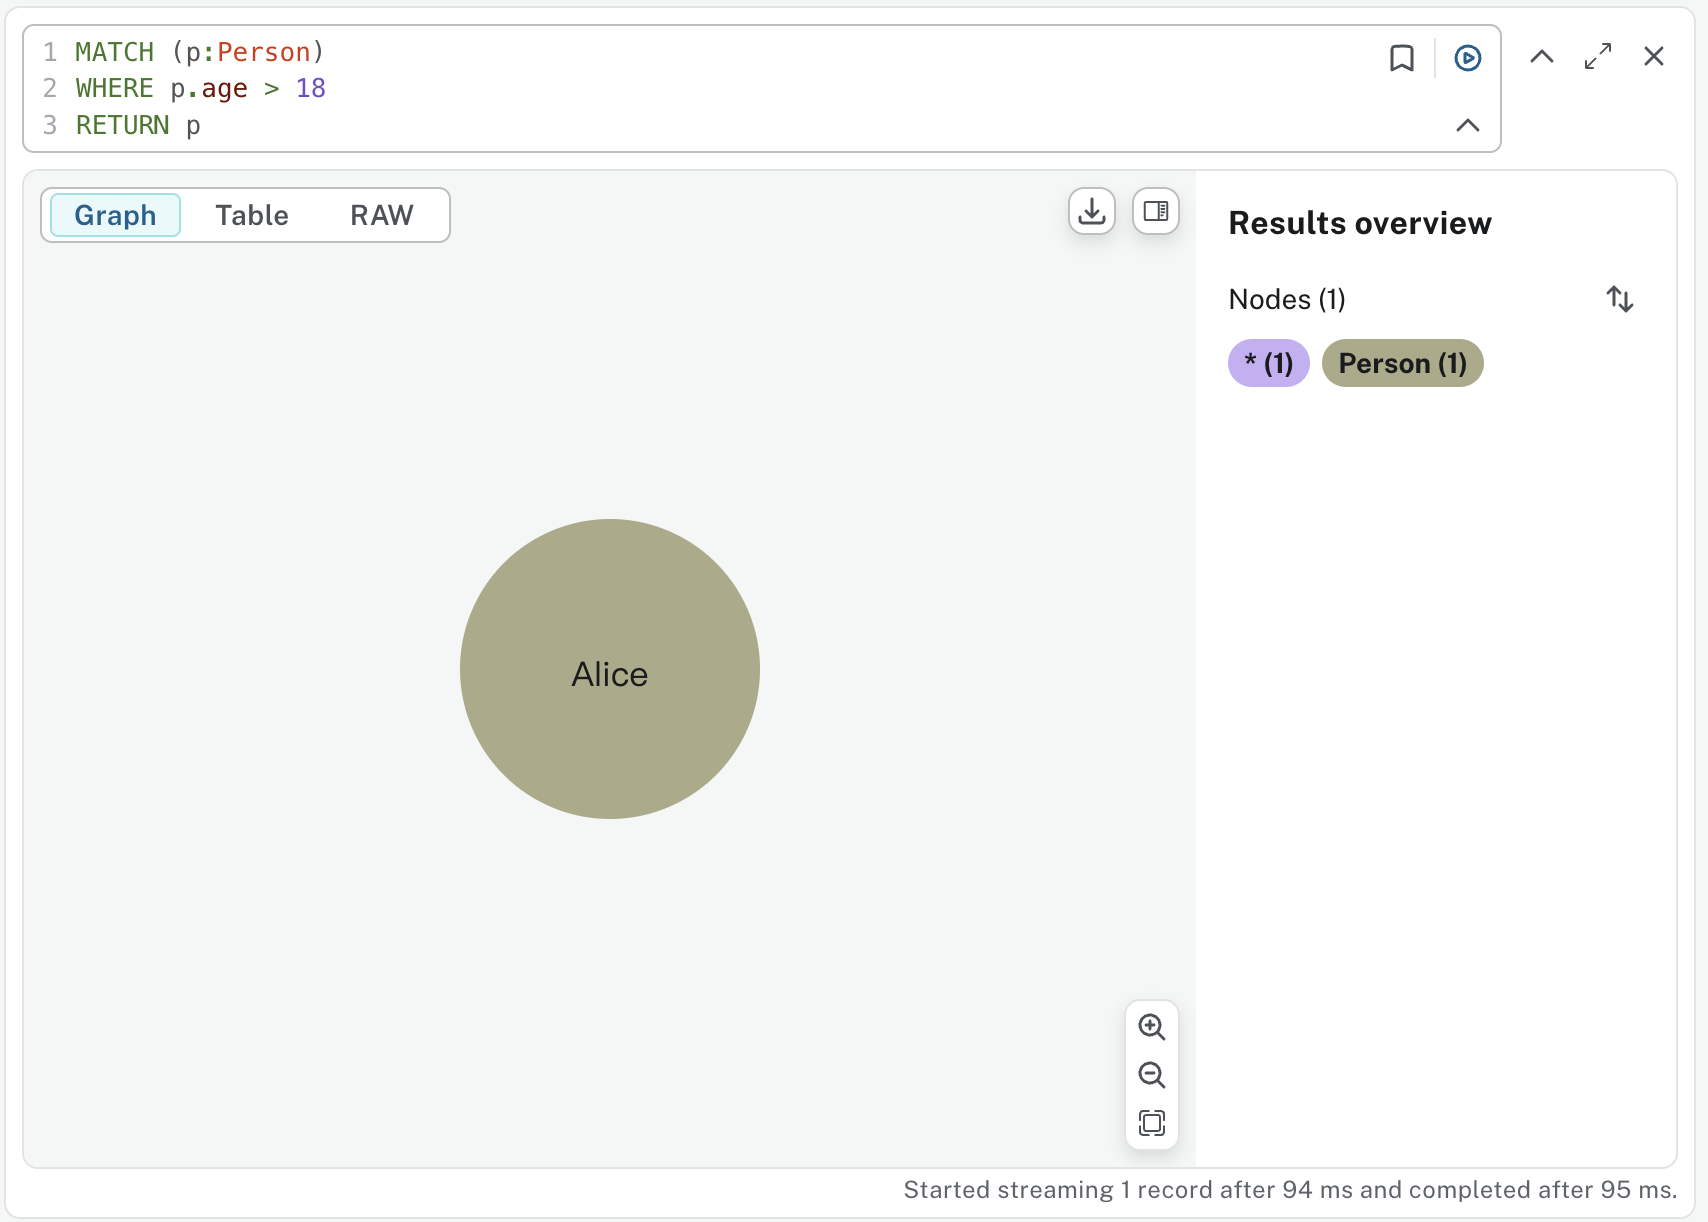 1 MATCH (p:Person)
2 WHERE p.age > 18
3 RETURN p
Graph Table RAW
Results overview
Nodes (1)
* (1) Person (1)
Alice
Started streaming 1 record after 94 ms and completed after 95 ms.